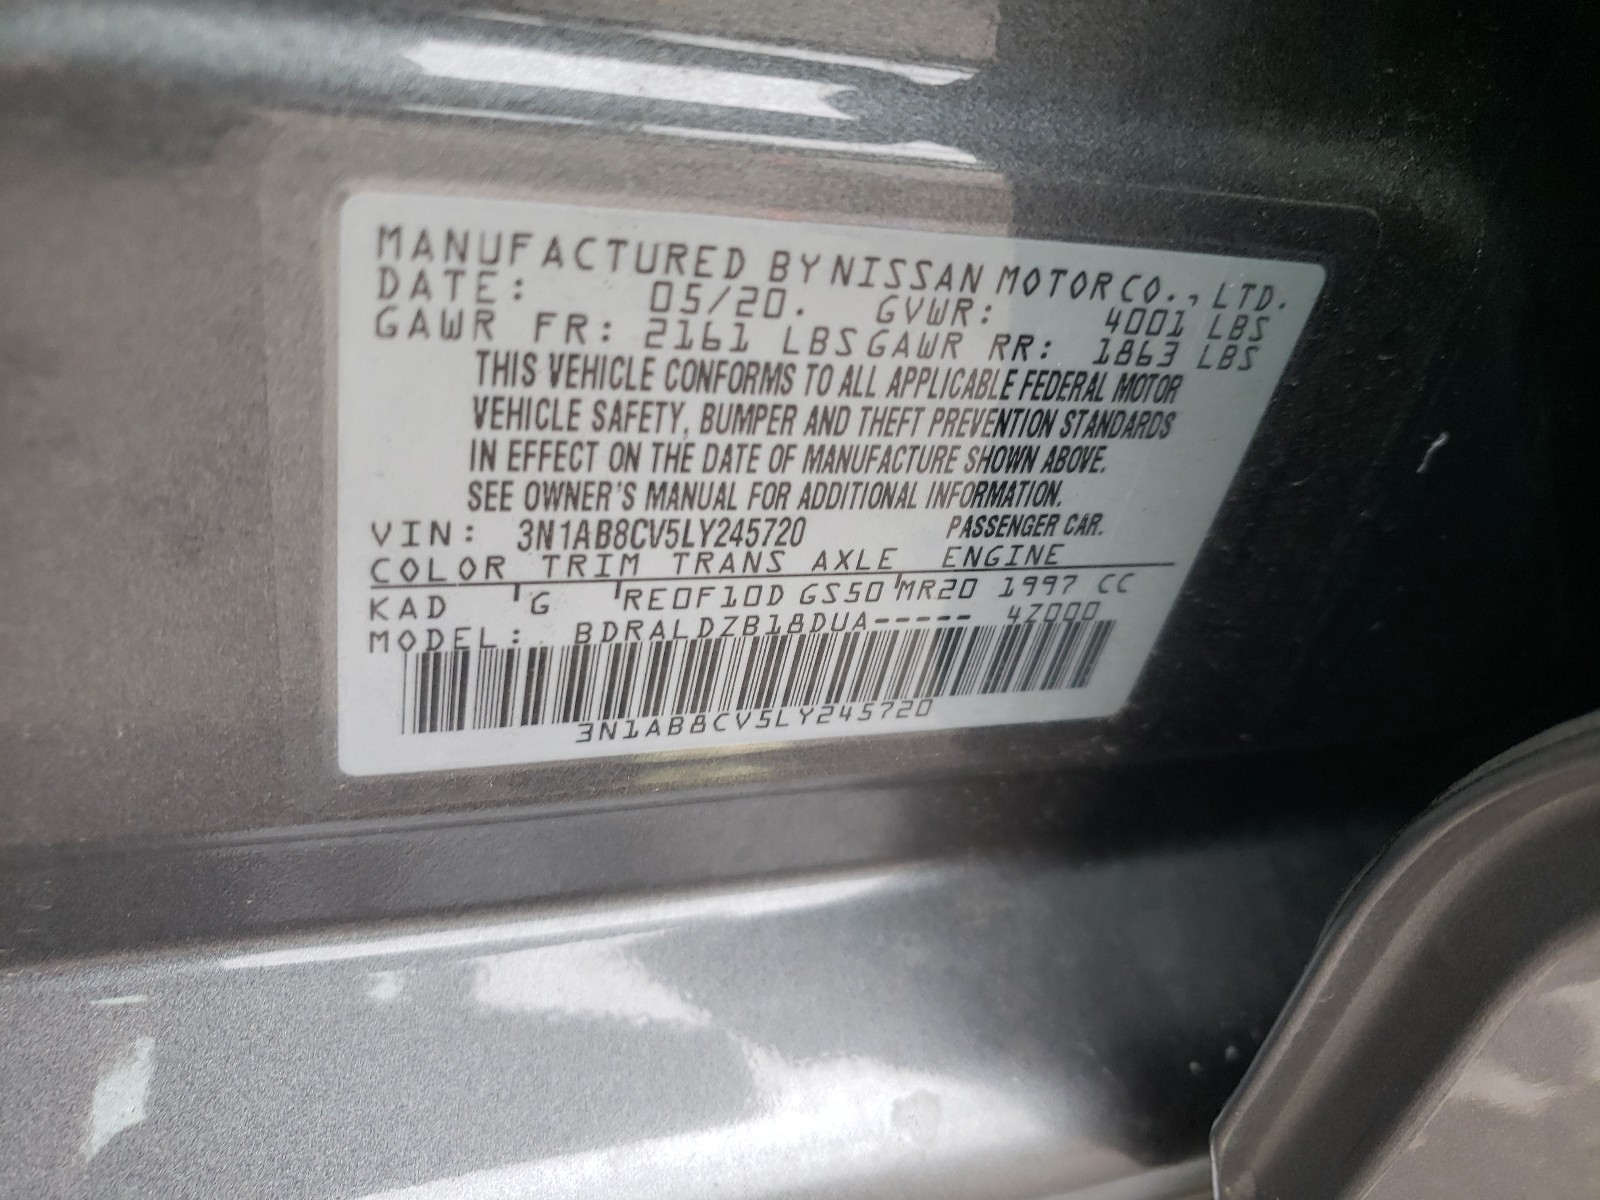 MANUFACTURED BY NISSAN MOTOR CO., LTD.
DATE: 05/20. GVWR: 4001 LBS
GAWR FR: 2161 LBS GAWR RR: 1863 LBS
THIS VEHICLE CONFORMS TO ALL APPLICABLE FEDERAL MOTOR
VEHICLE SAFETY, BUMPER AND THEFT PREVENTION STANDARDS
IN EFFECT ON THE DATE OF MANUFACTURE SHOWN ABOVE.
SEE OWNER'S MANUAL FOR ADDITIONAL INFORMATION.
VIN: 3N1AB8CV5LY245720 PASSENGER CAR.
COLOR TRIM TRANS AXLE ENGINE
KAD G RE0F10D GS50 MR20 1997 CC
MODEL: BDRALDZB18DUA----- 4Z000
3N1AB8CV5LY245720